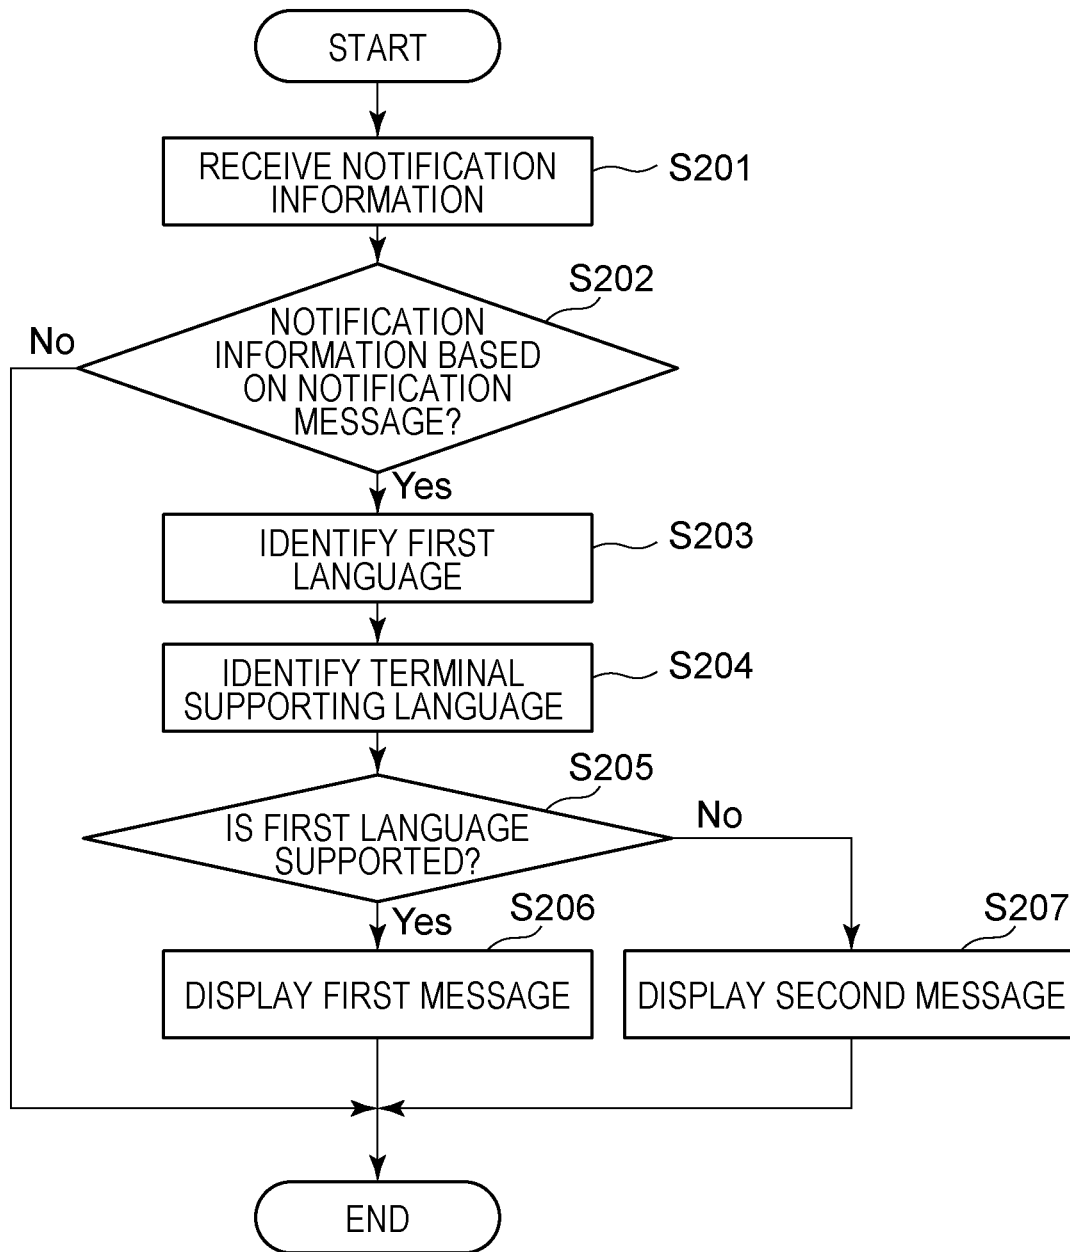 START
RECEIVE NOTIFICATION
INFORMATION
S201
S202
NOTIFICATION
INFORMATION BASED
ON NOTIFICATION
MESSAGE?
No
Yes
IDENTIFY FIRST
LANGUAGE
S203
IDENTIFY TERMINAL
SUPPORTING LANGUAGE
S204
S205
IS FIRST LANGUAGE
SUPPORTED?
No
Yes
S206
DISPLAY FIRST MESSAGE
S207
DISPLAY SECOND MESSAGE
END